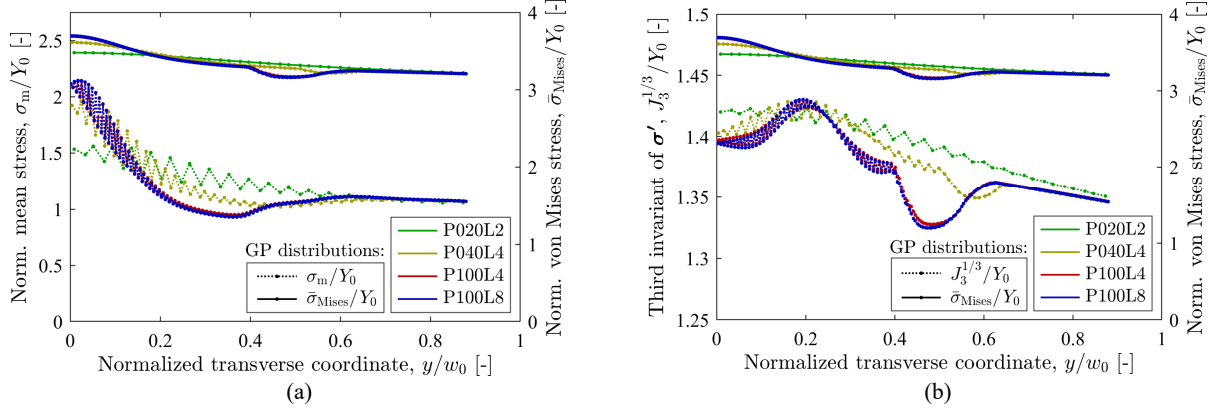 Norm. mean stress, σm/Y0 [-]
2.5
2
1.5
1
0.5
0
4
3
2
1
0
Norm. von Mises stress, σ̄Mises/Y0 [-]
GP distributions:
σm/Y0
σ̄Mises/Y0
P020L2
P040L4
P100L4
P100L8
0 0.2 0.4 0.6 0.8 1
Normalized transverse coordinate, y/w0 [-]
(a)
Third invariant of σ′, J3^1/3/Y0 [-]
1.5
1.45
1.4
1.35
1.3
1.25
4
3
2
1
0
Norm. von Mises stress, σ̄Mises/Y0 [-]
GP distributions:
J3^1/3/Y0
σ̄Mises/Y0
P020L2
P040L4
P100L4
P100L8
0 0.2 0.4 0.6 0.8 1
Normalized transverse coordinate, y/w0 [-]
(b)